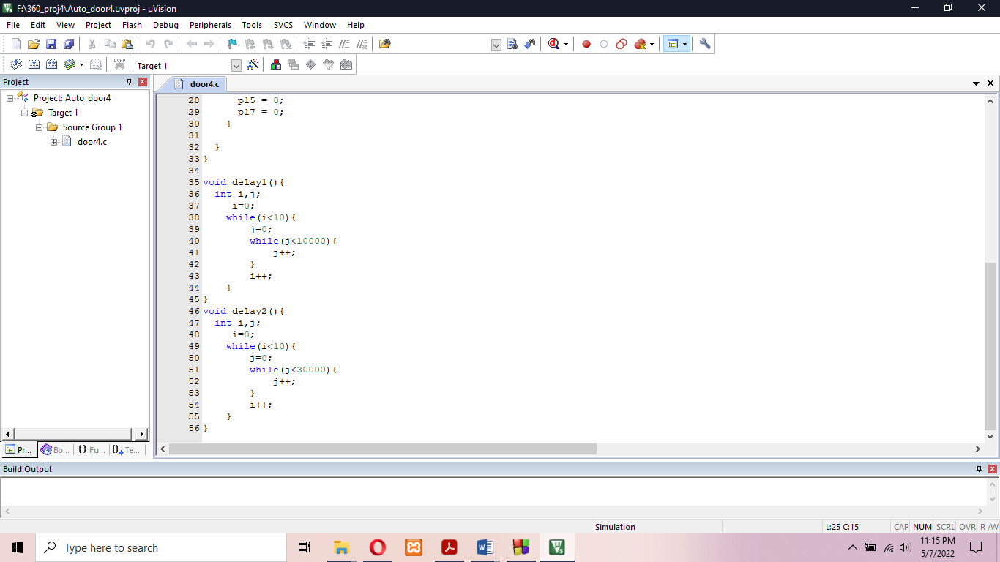 F:\360_proj4\Auto_door4.uvproj - µVision
File Edit View Project Flash Debug Peripherals Tools SVCS Window Help
LOAD
Target 1
Project
door4.c
Project: Auto_door4
Target 1
Source Group 1
door4.c
28 p15 = 0;
29 p17 = 0;
30 }
31
32 }
33 }
34
35 void delay1(){
36 int i,j;
37 i=0;
38 while(i<10){
39 j=0;
40 while(j<10000){
41 j++;
42 }
43 i++;
44 }
45 }
46 void delay2(){
47 int i,j;
48 i=0;
49 while(i<10){
50 j=0;
51 while(j<30000){
52 j++;
53 }
54 i++;
55 }
56 }
Pr... Bo... {} Fu... Te...
Build Output
Simulation L:25 C:15 CAP NUM SCRL OVR R/W
Type here to search
11:15 PM
5/7/2022